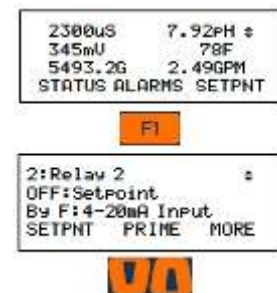 2300uS 7.92pH
345mV 78F
5493.2G 2.49GPM
STATUS ALARMS SETPNT
F1
2:Relay 2
OFF:Setpoint
By F:4-20mA Input
SETPNT PRIME MORE